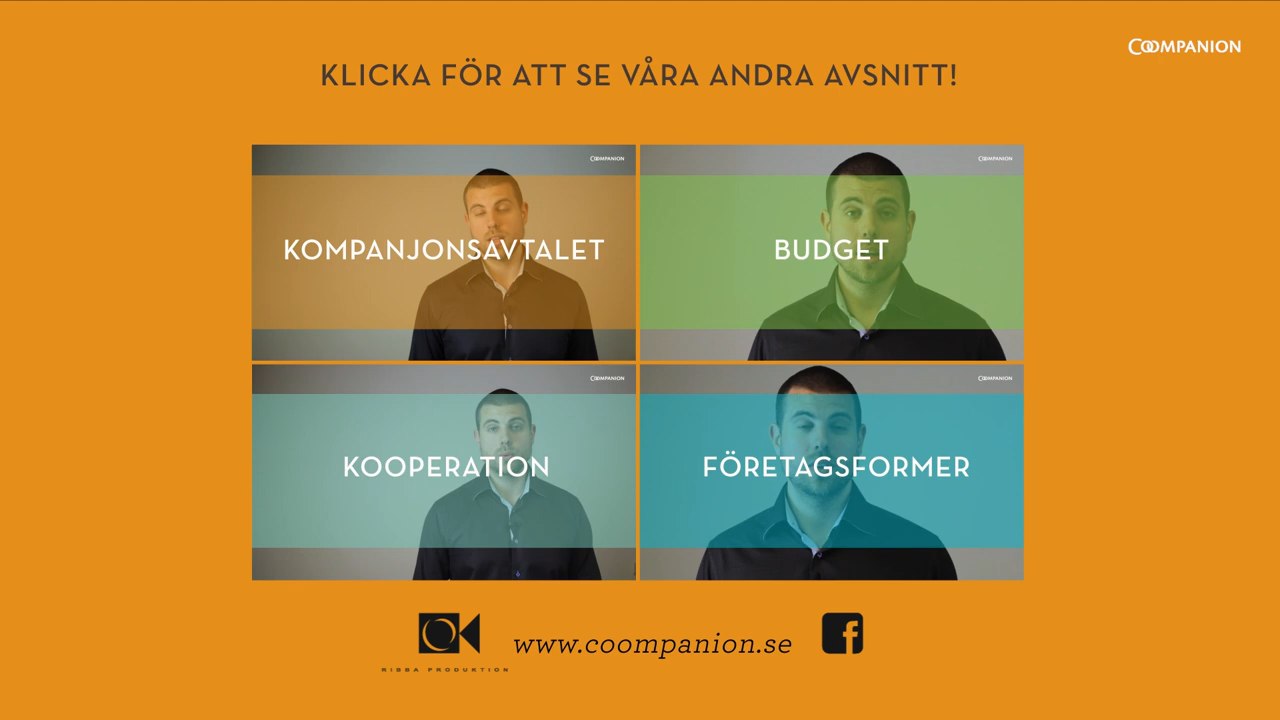 COOMPANION
KLICKA FÖR ATT SE VÅRA ANDRA AVSNITT!
COOMPANION
COOMPANION
KOMPANJONSAVTALET
BUDGET
COOMPANION
COOMPANION
KOOPERATION
FÖRETAGSFORMER
www.coompanion.se
f
RIBBA PRODUKTION